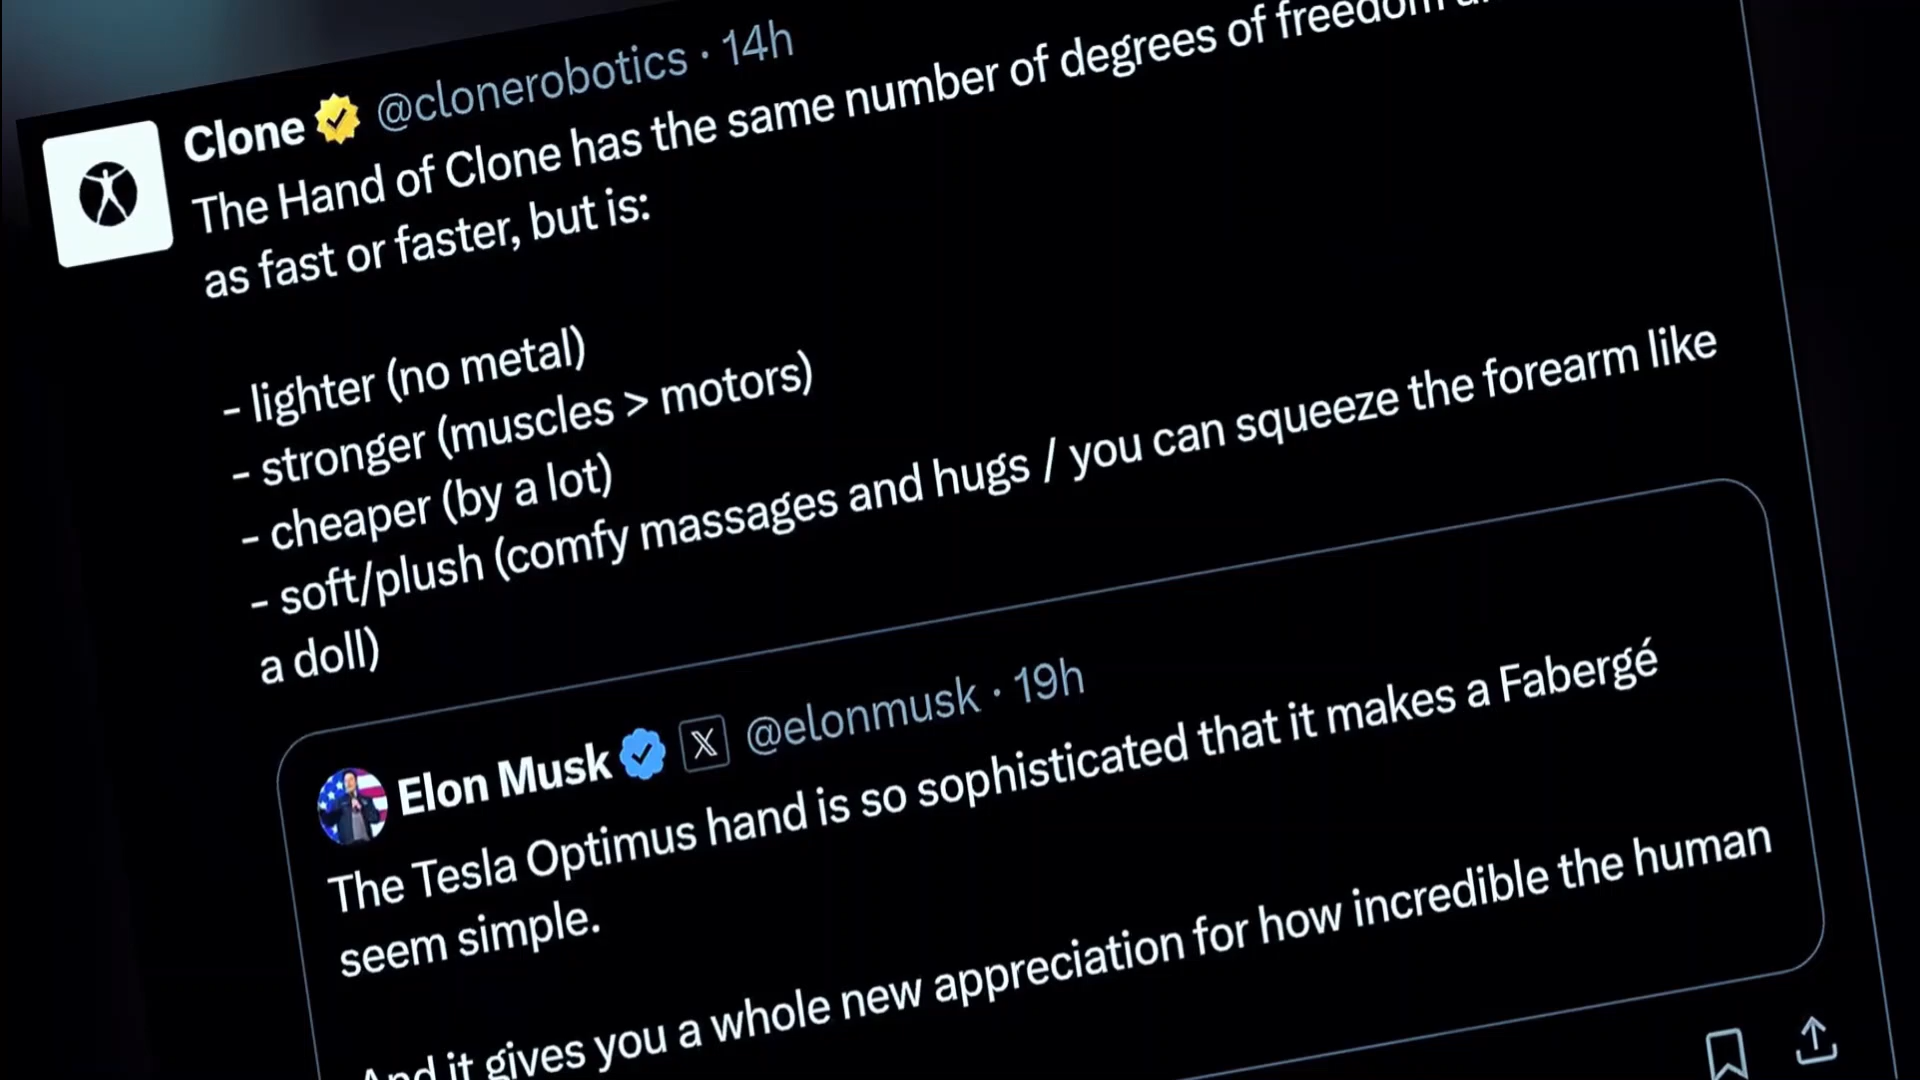 Clone @clonerobotics · 14h
The Hand of Clone has the same number of degrees of freedom
as fast or faster, but is:
- lighter (no metal)
- stronger (muscles > motors)
- cheaper (by a lot)
- soft/plush (comfy massages and hugs / you can squeeze the forearm like
a doll)
Elon Musk X @elonmusk · 19h
The Tesla Optimus hand is so sophisticated that it makes a Fabergé
seem simple.
And it gives you a whole new appreciation for how incredible the human